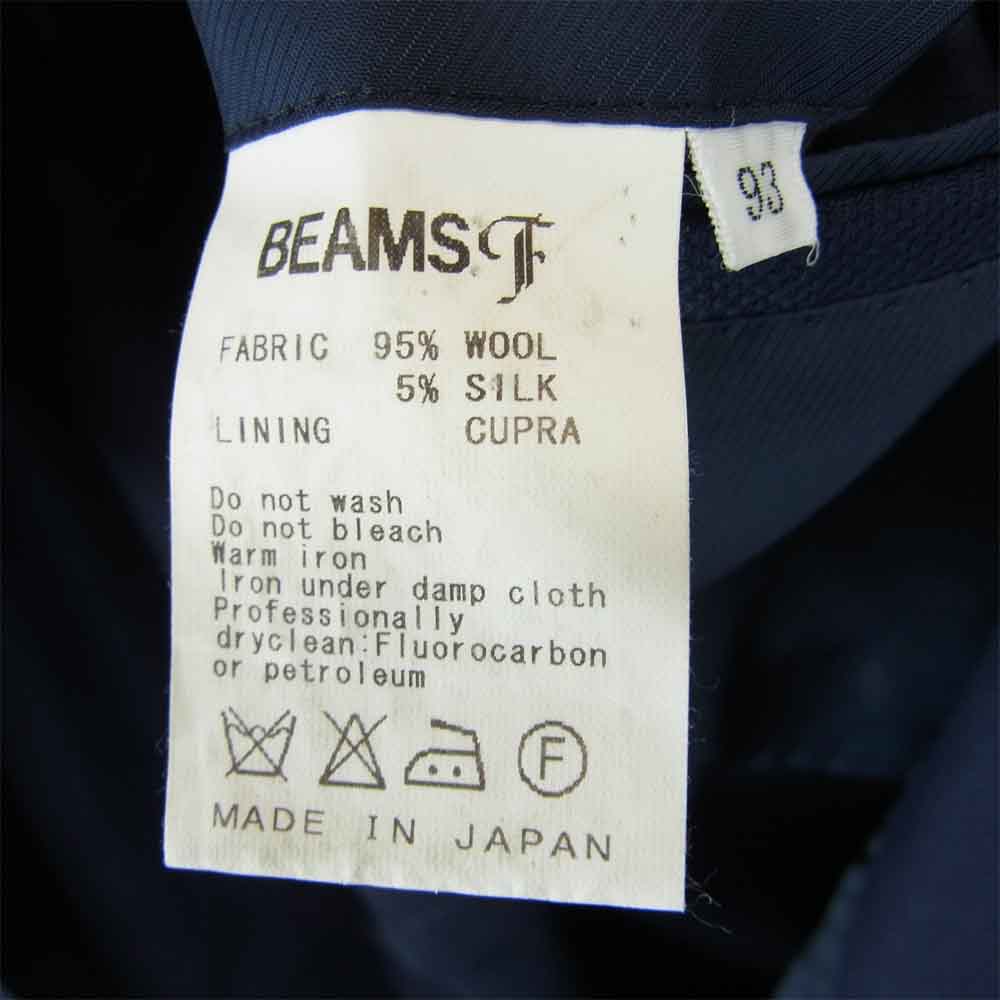 BEAMS F
93
FABRIC 95% WOOL
5% SILK
LINING CUPRA
Do not wash
Do not bleach
Warm iron
Iron under damp cloth
Professionally
dryclean:Fluorocarbon
or petroleum
F
MADE IN JAPAN